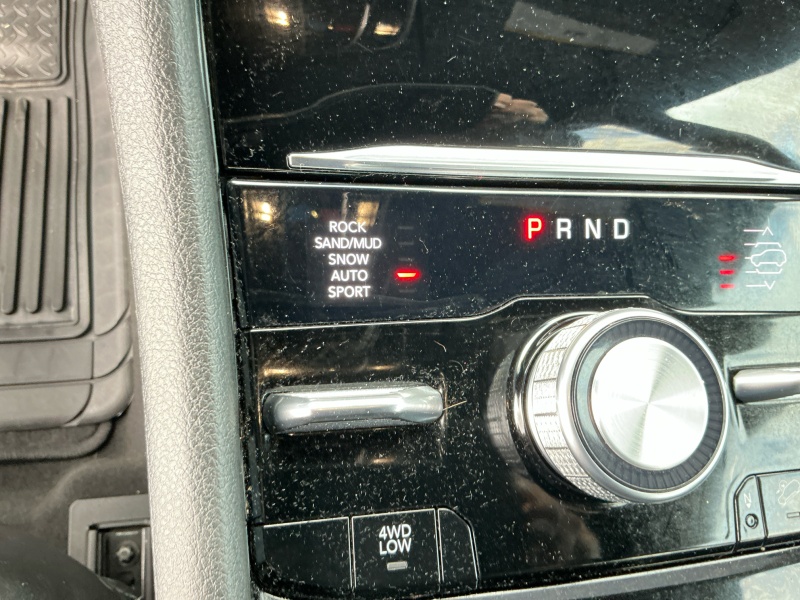 ROCK
SAND/MUD
SNOW
AUTO
SPORT
P R N D
4WD
LOW
N